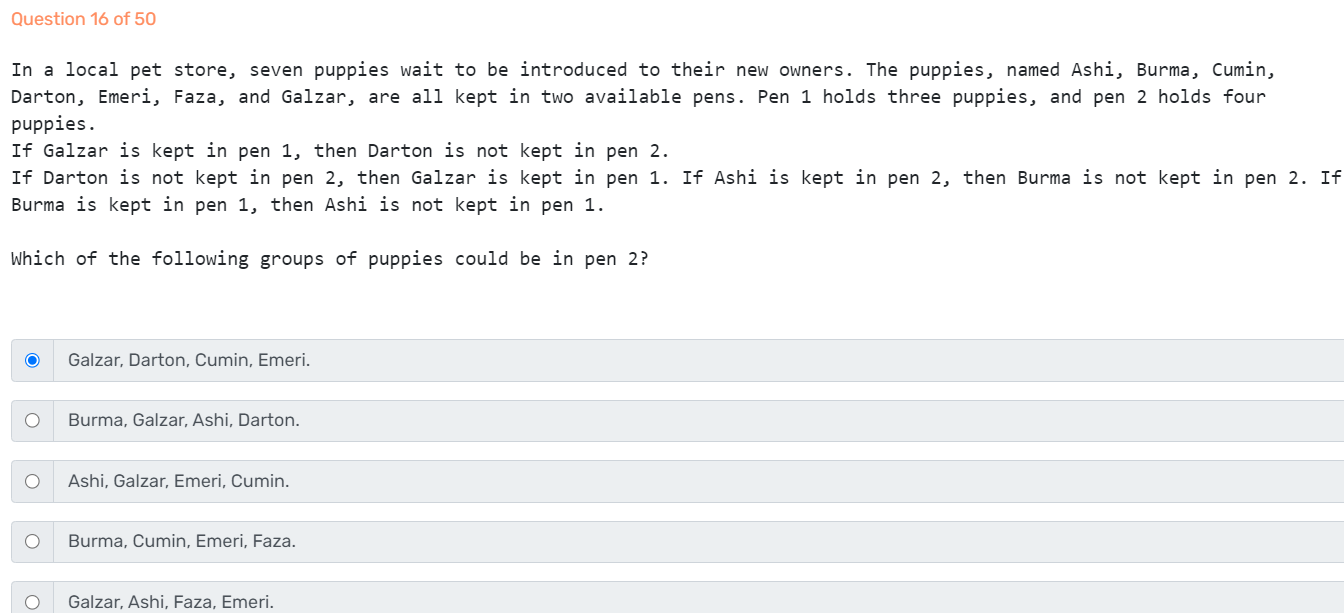 Question 16 of 50
In a local pet store, seven puppies wait to be introduced to their new owners. The puppies, named Ashi, Burma, Cumin,
Darton, Emeri, Faza, and Galzar, are all kept in two available pens. Pen 1 holds three puppies, and pen 2 holds four
puppies.
If Galzar is kept in pen 1, then Darton is not kept in pen 2.
If Darton is not kept in pen 2, then Galzar is kept in pen 1. If Ashi is kept in pen 2, then Burma is not kept in pen 2. If
Burma is kept in pen 1, then Ashi is not kept in pen 1.
Which of the following groups of puppies could be in pen 2?
Galzar, Darton, Cumin, Emeri.
Burma, Galzar, Ashi, Darton.
Ashi, Galzar, Emeri, Cumin.
Burma, Cumin, Emeri, Faza.
Galzar, Ashi, Faza, Emeri.